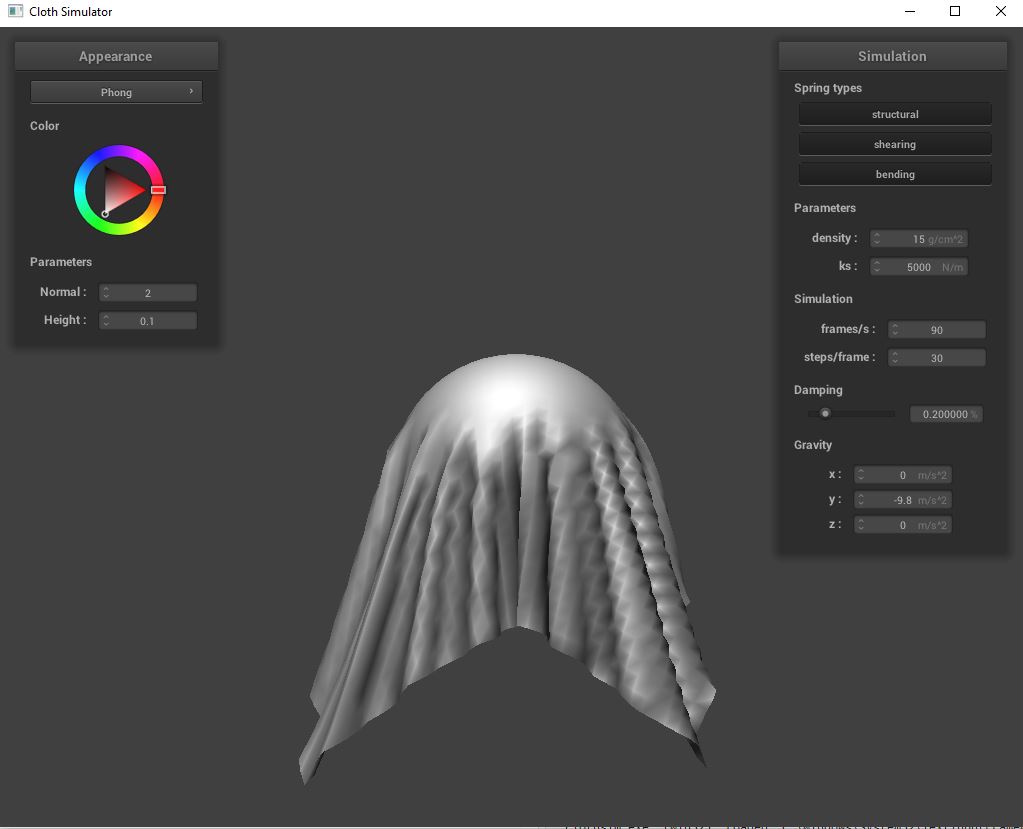 Cloth Simulator
Appearance
Phong
Color
Parameters
Normal : 2
Height : 0.1
Simulation
Spring types
structural
shearing
bending
Parameters
density : 15 g/cm^2
ks : 5000 N/m
Simulation
frames/s : 90
steps/frame : 30
Damping
0.200000 %
Gravity
x : 0 m/s^2
y : -9.8 m/s^2
z : 0 m/s^2